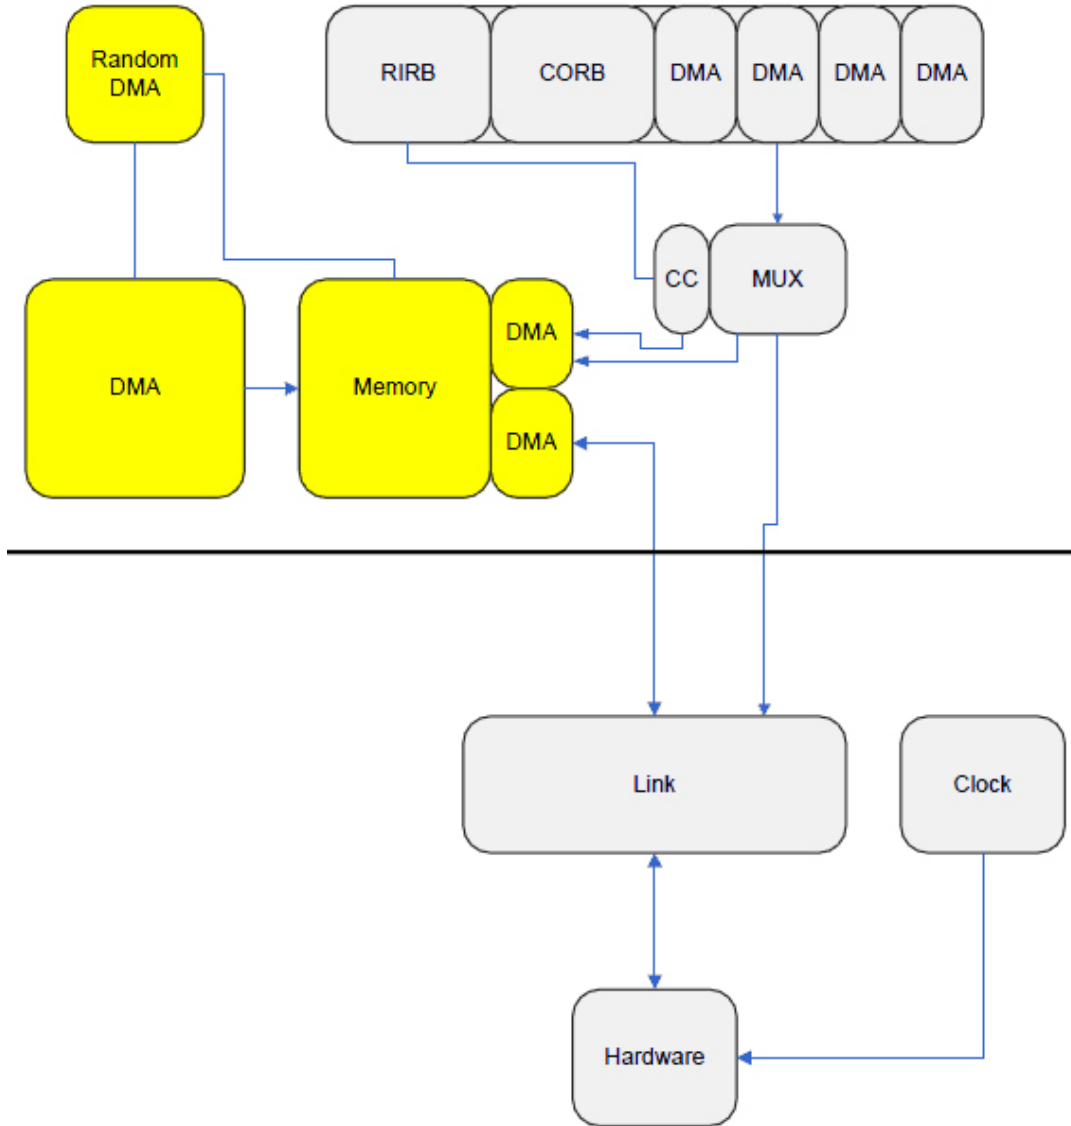 Random
DMA
RIRB
CORB
DMA
DMA
DMA
DMA
CC
MUX
DMA
Memory
DMA
DMA
Link
Clock
Hardware